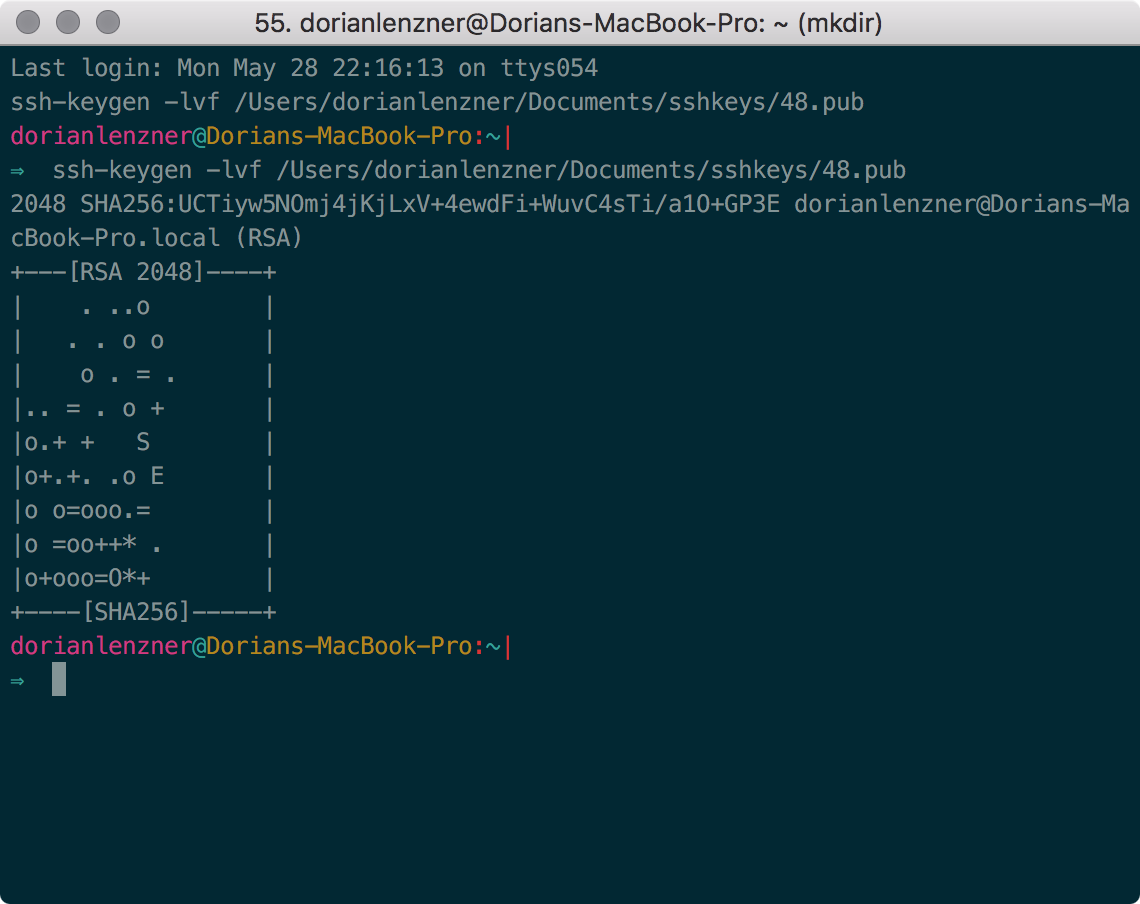 55. dorianlenzner@Dorians-MacBook-Pro: ~ (mkdir)
Last login: Mon May 28 22:16:13 on ttys054
ssh-keygen -lvf /Users/dorianlenzner/Documents/sshkeys/48.pub
dorianlenzner@Dorians-MacBook-Pro:~|
⇒  ssh-keygen -lvf /Users/dorianlenzner/Documents/sshkeys/48.pub
2048 SHA256:UCTiyw5NOmj4jKjLxV+4ewdFi+WuvC4sTi/a1O+GP3E dorianlenzner@Dorians-Ma
cBook-Pro.local (RSA)
+---[RSA 2048]----+
|    . ..o        |
|   . . o o       |
|    o . = .      |
|.. = . o +       |
|o.+ +   S        |
|o+.+. .o E       |
|o o=ooo.=        |
|o =oo++* .       |
|o+ooo=O*+        |
+----[SHA256]-----+
dorianlenzner@Dorians-MacBook-Pro:~|
⇒